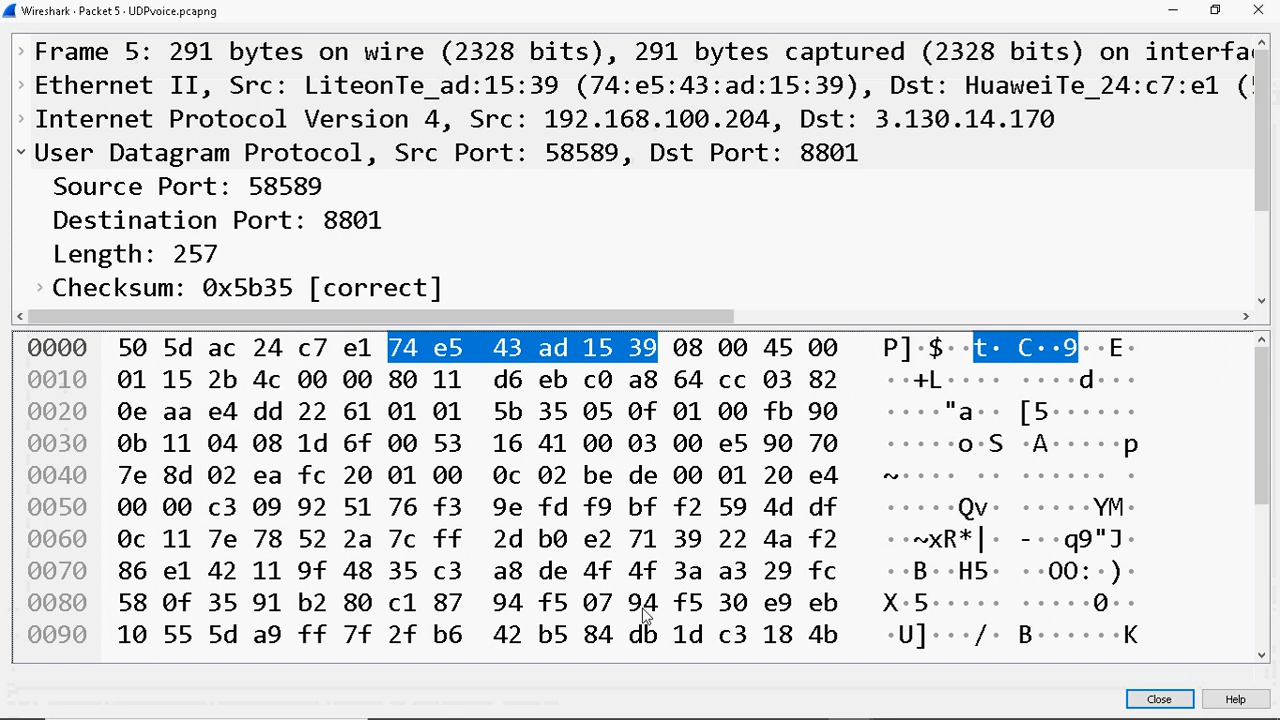 Wireshark · Packet 5 · UDPvoice.pcapng
Frame 5: 291 bytes on wire (2328 bits), 291 bytes captured (2328 bits) on interfa
Ethernet II, Src: LiteonTe_ad:15:39 (74:e5:43:ad:15:39), Dst: HuaweiTe_24:c7:e1 (
Internet Protocol Version 4, Src: 192.168.100.204, Dst: 3.130.14.170
User Datagram Protocol, Src Port: 58589, Dst Port: 8801
Source Port: 58589
Destination Port: 8801
Length: 257
Checksum: 0x5b35 [correct]
0000 50 5d ac 24 c7 e1 74 e5 43 ad 15 39 08 00 45 00 P]·$··t· C··9··E·
0010 01 15 2b 4c 00 00 80 11 d6 eb c0 a8 64 cc 03 82 ··+L···· ····d···
0020 0e aa e4 dd 22 61 01 01 5b 35 05 0f 01 00 fb 90 ····"a·· [5······
0030 0b 11 04 08 1d 6f 00 53 16 41 00 03 00 e5 90 70 ·····o·S ·A·····p
0040 7e 8d 02 ea fc 20 01 00 0c 02 be de 00 01 20 e4 ~···· ·· ······ ·
0050 00 00 c3 09 92 51 76 f3 9e fd f9 bf f2 59 4d df ·····Qv· ·····YM·
0060 0c 11 7e 78 52 2a 7c ff 2d b0 e2 71 39 22 4a f2 ··~xR*|· -··q9"J·
0070 86 e1 42 11 9f 48 35 c3 a8 de 4f 4f 3a a3 29 fc ··B··H5· ··OO:·)·
0080 58 0f 35 91 b2 80 c1 87 94 f5 07 94 f5 30 e9 eb X·5····· ·····0··
0090 10 55 5d a9 ff 7f 2f b6 42 b5 84 db 1d c3 18 4b ·U]···/· B······K
Close Help